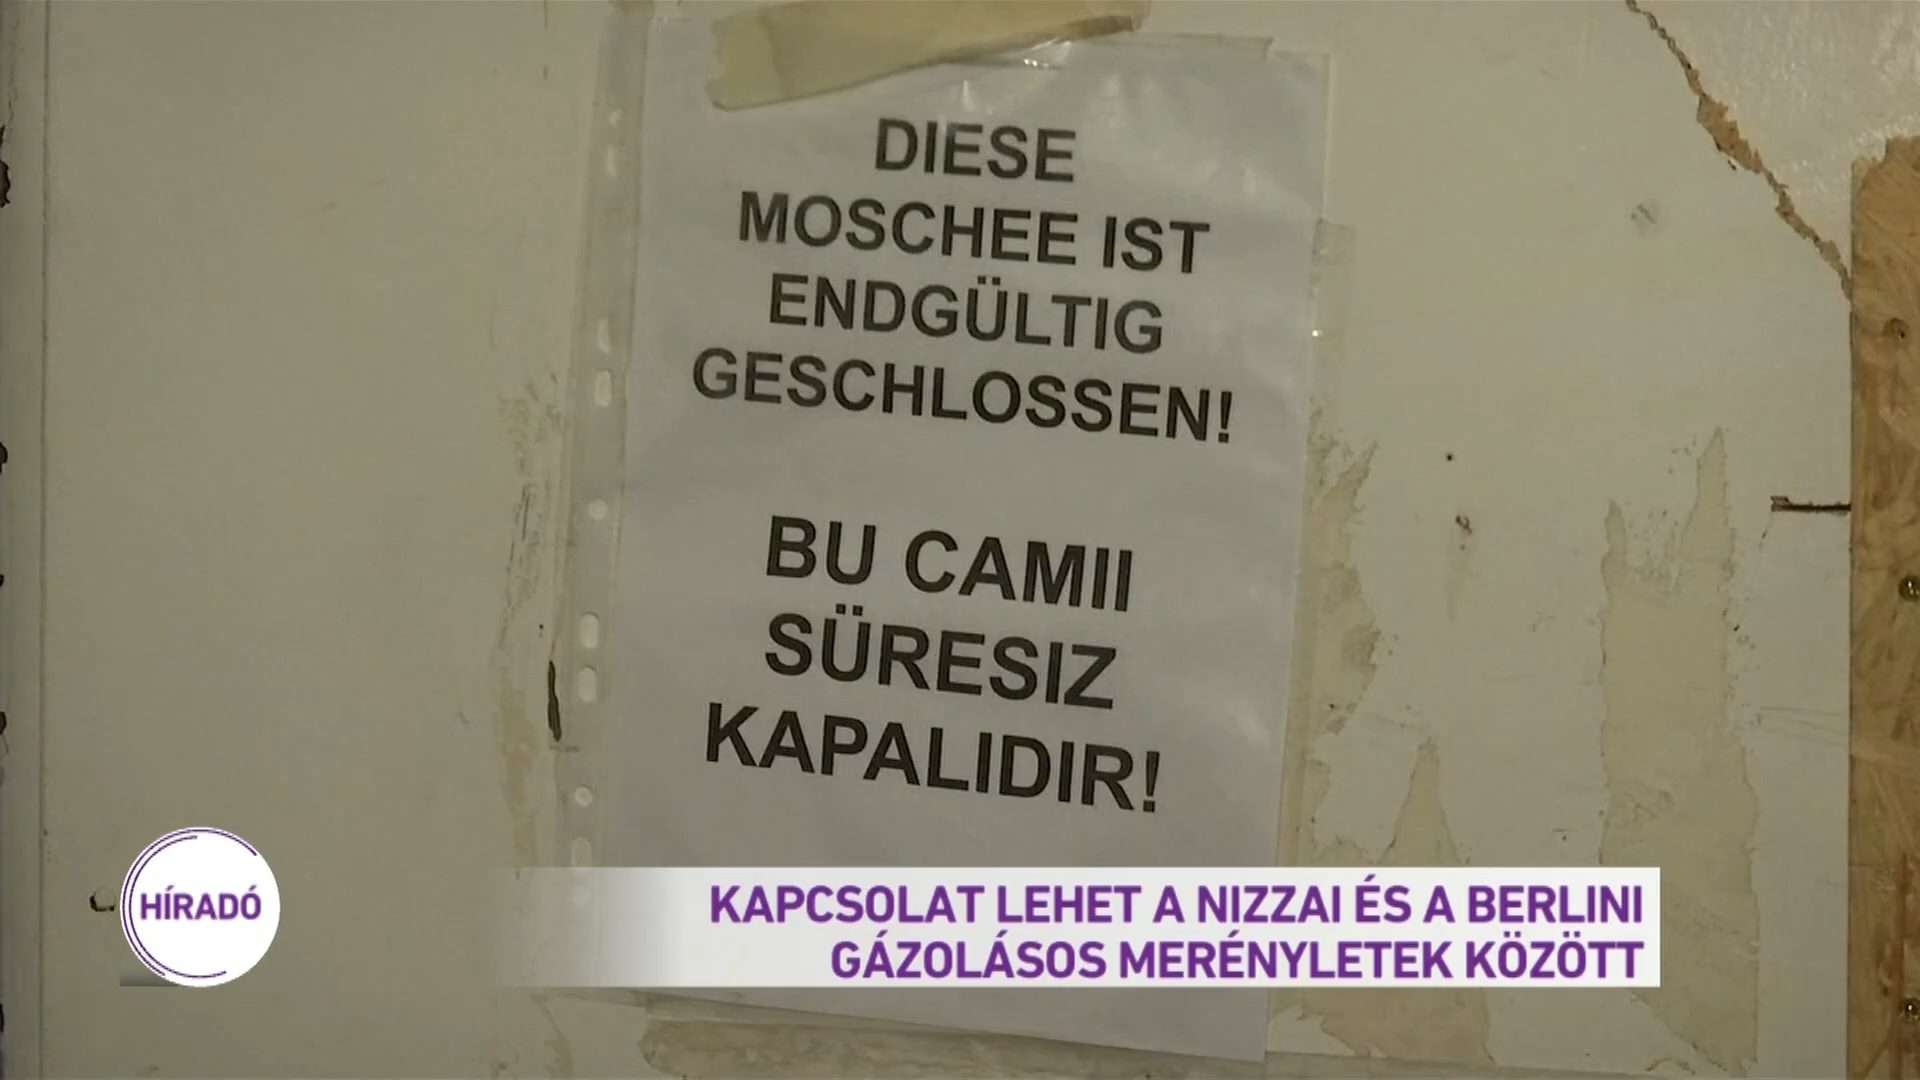 DIESE
MOSCHEE IST
ENDGÜLTIG
GESCHLOSSEN!
BU CAMII
SÜRESIZ
KAPALIDIR!
HÍRADÓ
KAPCSOLAT LEHET A NIZZAI ÉS A BERLINI
GÁZOLÁSOS MERÉNYLETEK KÖZÖTT